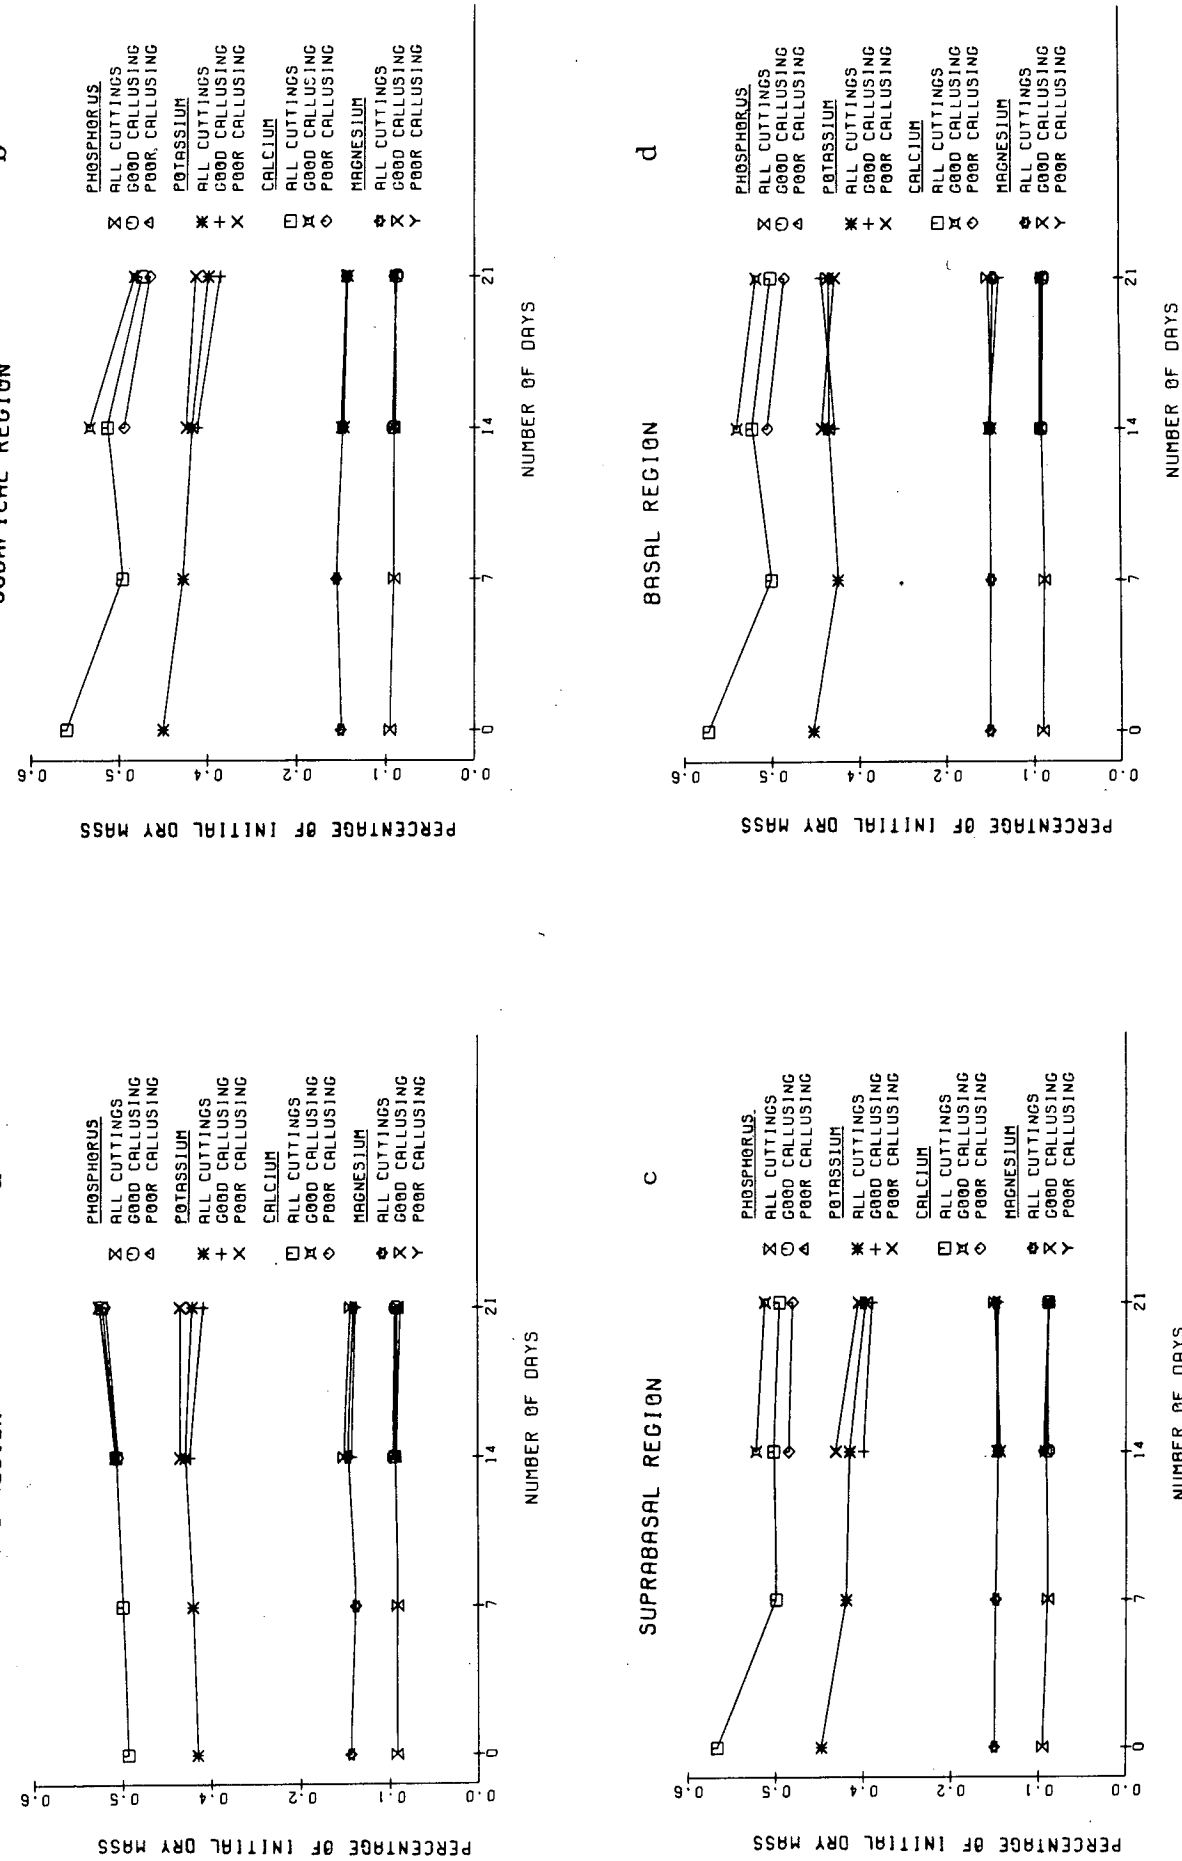 REGION
PERCENTAGE OF INITIAL DRY MASS
0.6
0.5
0.4
0.2
0.1
0.0
0
7
14
21
NUMBER OF DAYS
PHOSPHORUS
ALL CUTTINGS
GOOD CALLUSING
POOR CALLUSING
POTASSIUM
ALL CUTTINGS
GOOD CALLUSING
POOR CALLUSING
CALCIUM
ALL CUTTINGS
GOOD CALLUSING
POOR CALLUSING
MAGNESIUM
ALL CUTTINGS
GOOD CALLUSING
POOR CALLUSING
b
SUBAPICAL REGION
PERCENTAGE OF INITIAL DRY MASS
0.6
0.5
0.4
0.2
0.1
0.0
0
7
14
21
NUMBER OF DAYS
PHOSPHORUS
ALL CUTTINGS
GOOD CALLUSING
POOR CALLUSING
POTASSIUM
ALL CUTTINGS
GOOD CALLUSING
POOR CALLUSING
CALCIUM
ALL CUTTINGS
GOOD CALLUSING
POOR CALLUSING
MAGNESIUM
ALL CUTTINGS
GOOD CALLUSING
POOR CALLUSING
c
SUPRABASAL REGION
PERCENTAGE OF INITIAL DRY MASS
0.6
0.5
0.4
0.2
0.1
0.0
0
7
14
21
NUMBER OF DAYS
PHOSPHORUS
ALL CUTTINGS
GOOD CALLUSING
POOR CALLUSING
POTASSIUM
ALL CUTTINGS
GOOD CALLUSING
POOR CALLUSING
CALCIUM
ALL CUTTINGS
GOOD CALLUSING
POOR CALLUSING
MAGNESIUM
ALL CUTTINGS
GOOD CALLUSING
POOR CALLUSING
d
BASAL REGION
PERCENTAGE OF INITIAL DRY MASS
0.6
0.5
0.4
0.2
0.1
0.0
0
7
14
21
NUMBER OF DAYS
PHOSPHORUS
ALL CUTTINGS
GOOD CALLUSING
POOR CALLUSING
POTASSIUM
ALL CUTTINGS
GOOD CALLUSING
POOR CALLUSING
CALCIUM
ALL CUTTINGS
GOOD CALLUSING
POOR CALLUSING
MAGNESIUM
ALL CUTTINGS
GOOD CALLUSING
POOR CALLUSING